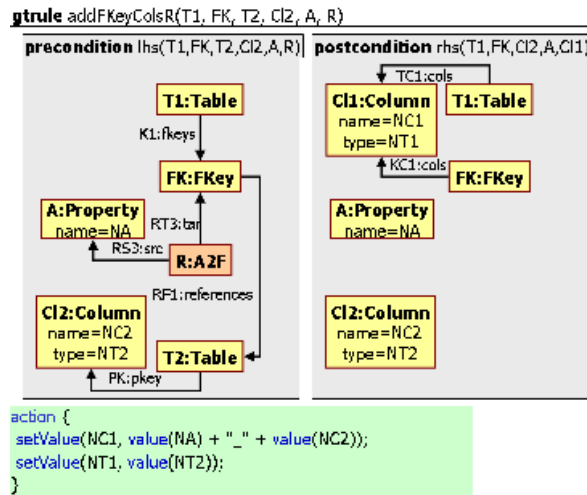 gtrule addFKeyColsR(T1, FK, T2, Cl2, A, R)
precondition lhs(T1,FK,T2,Cl2,A,R)
T1:Table
K1:fkeys
FK:FKey
A:Property
name=NA
RT3:tar
RS3:src
R:A2F
RF1:references
Cl2:Column
name=NC2
type=NT2
T2:Table
PK:pkey
postcondition rhs(T1,FK,Cl2,A,Cl1)
TC1:cols
Cl1:Column
name=NC1
type=NT1
T1:Table
KC1:cols
FK:FKey
A:Property
name=NA
Cl2:Column
name=NC2
type=NT2
action {
setValue(NC1, value(NA) + "_" + value(NC2));
setValue(NT1, value(NT2));
}